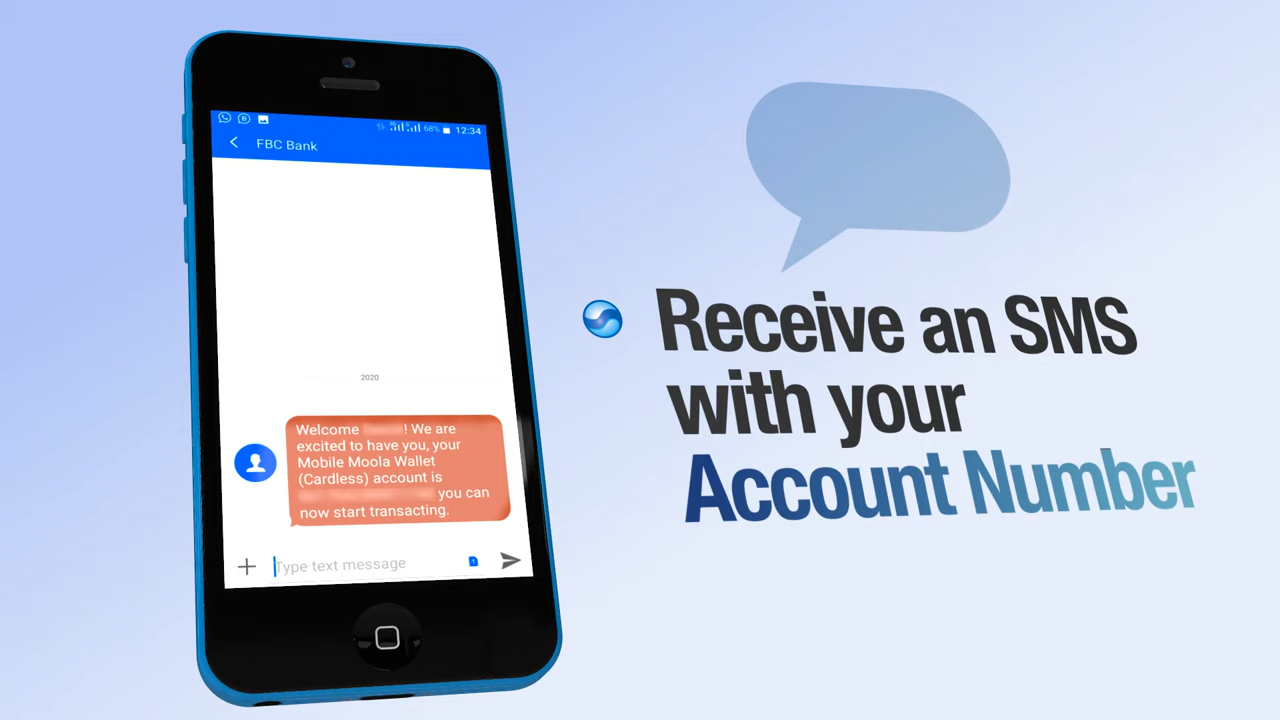 68% 12:34
FBC Bank
2020
Welcome ! We are
excited to have you, your
Mobile Moola Wallet
(Cardless) account is
you can
now start transacting.
Type text message
Receive an SMS
with your
Account Number